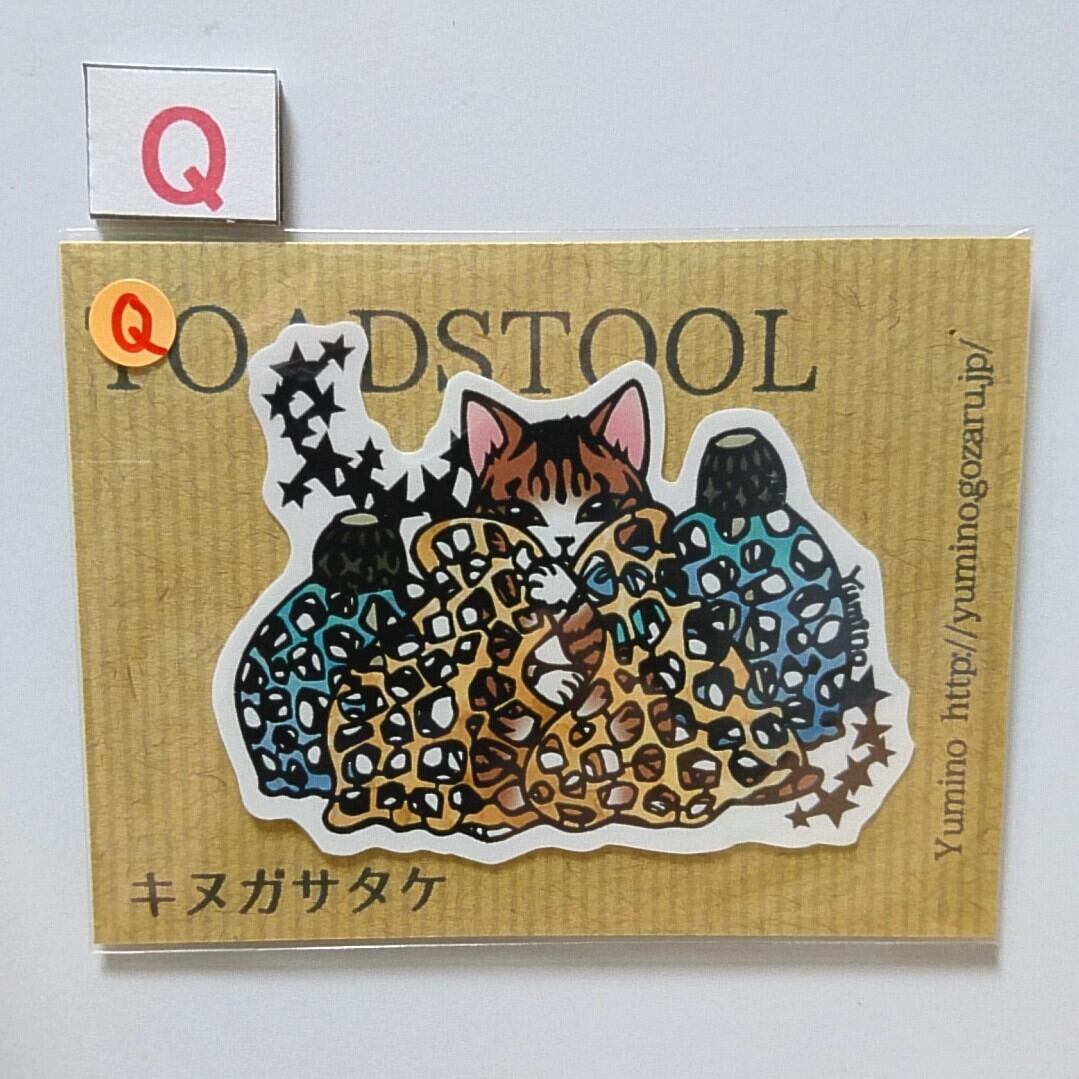 Q
Q
TOADSTOOL
Yumino
キヌガサタケ
Yumino http://yuminogozaru.jp/